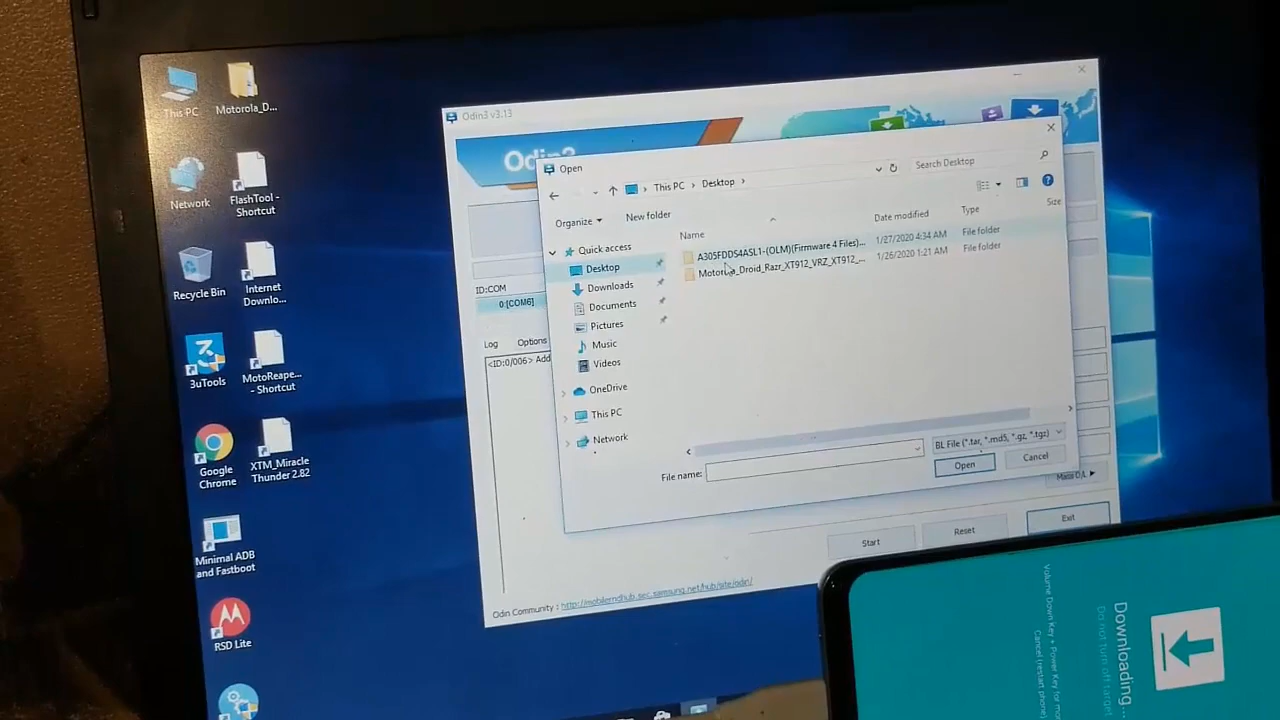 This PC
Motorola_D...
Network
FlashTool -
Shortcut
Recycle Bin
Internet
Downlo...
3uTools
MotoReape...
- Shortcut
Google
Chrome
XTM_Miracle
Thunder 2.82
Minimal ADB
and Fastboot
RSD Lite
Odin3 v3.13
Odin3
Open
This PC
Desktop
Search Desktop
Organize
New folder
Name
Date modified
Type
Size
Quick access
Desktop
Downloads
Documents
Pictures
Music
Videos
OneDrive
This PC
Network
A305FDDS4ASL1-(OLM)(Firmware 4 Files)...
1/27/2020 4:34 AM
File folder
Motorola_Droid_Razr_XT912_VRZ_XT912_...
1/26/2020 1:21 AM
File folder
File name:
BL File (*.tar, *.md5, *.gz, *.tgz)
Open
Cancel
ID:COM
0:[COM6]
Log
Options
<ID:0/006> Add
Mass D/L
Start
Reset
Exit
Odin Community : http://mobilerndhub.sec.samsung.net/hub/site/odin/
Downloading...
Do not turn off target
Volume Down Key + Power Key for mo
Cancel (restart phone)